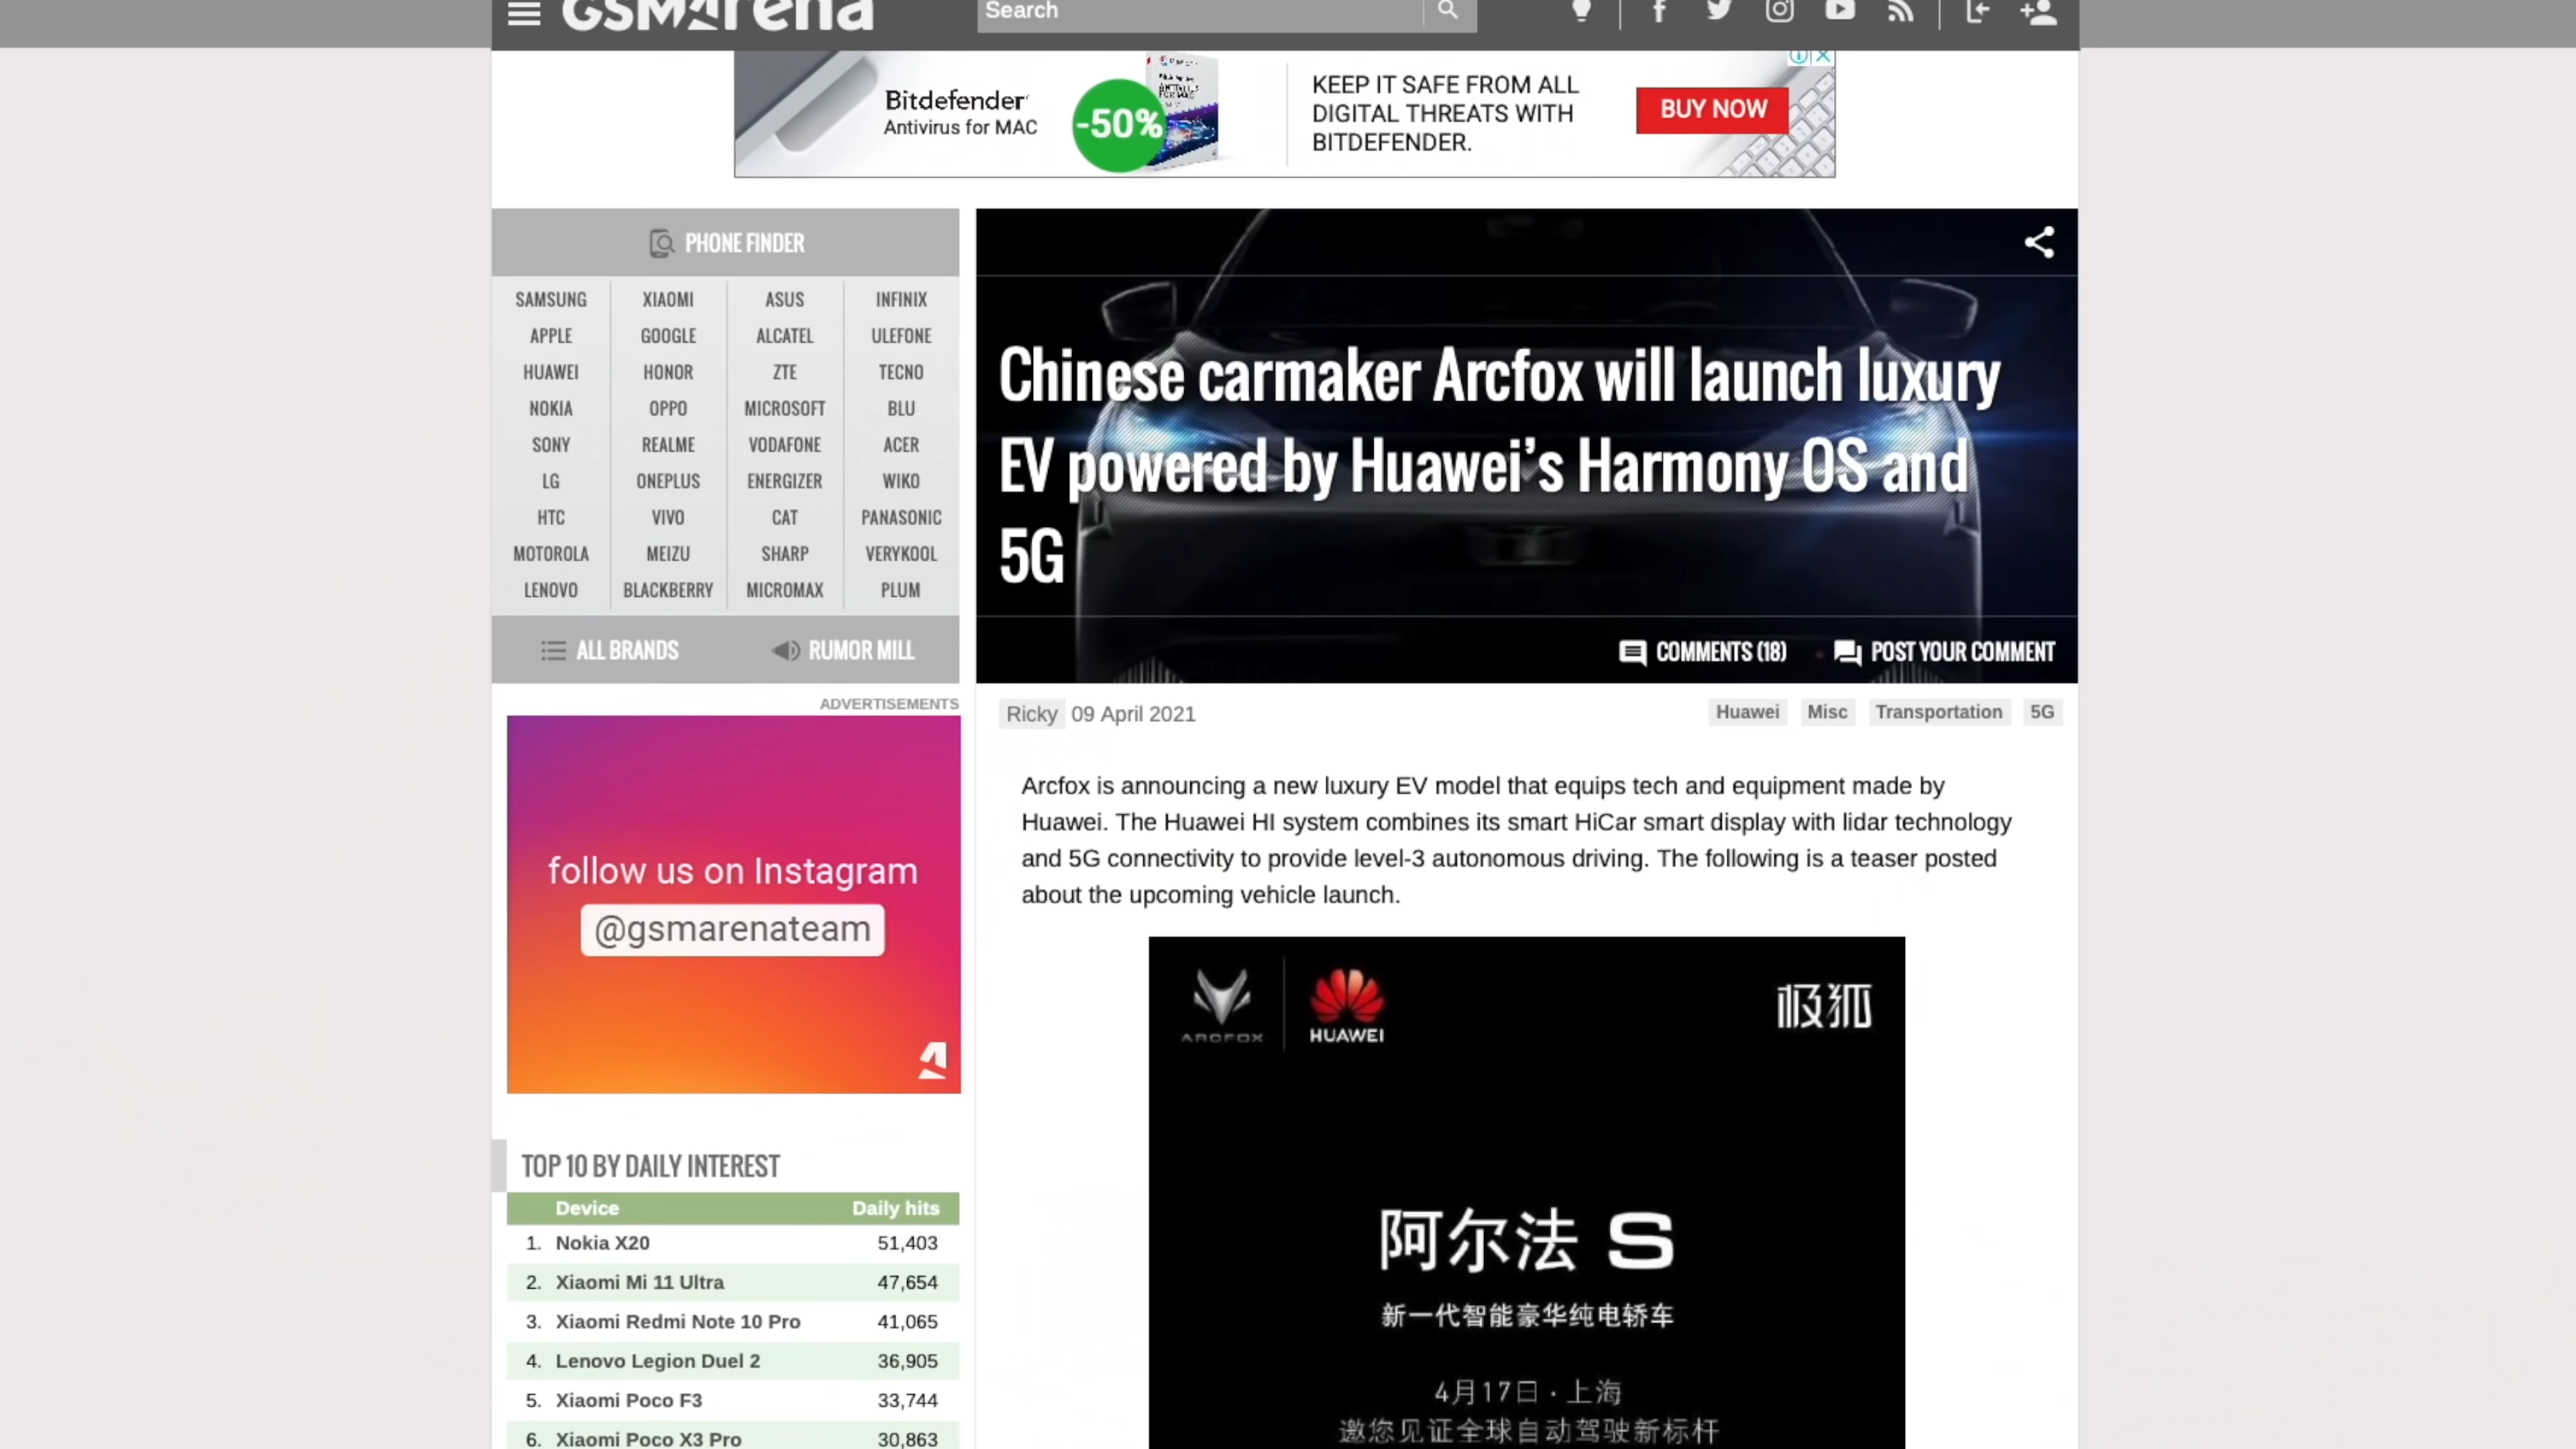 GSMArena
Search
Bitdefender
Antivirus for MAC
-50%
KEEP IT SAFE FROM ALL
DIGITAL THREATS WITH
BITDEFENDER.
BUY NOW
PHONE FINDER
SAMSUNG XIAOMI ASUS INFINIX
APPLE GOOGLE ALCATEL ULEFONE
HUAWEI HONOR ZTE TECNO
NOKIA OPPO MICROSOFT BLU
SONY REALME VODAFONE ACER
LG ONEPLUS ENERGIZER WIKO
HTC VIVO CAT PANASONIC
MOTOROLA MEIZU SHARP VERYKOOL
LENOVO BLACKBERRY MICROMAX PLUM
ALL BRANDS RUMOR MILL
Chinese carmaker Arcfox will launch luxury
EV powered by Huawei's Harmony OS and
5G
COMMENTS (18) POST YOUR COMMENT
Ricky 09 April 2021
Huawei Misc Transportation 5G
Arcfox is announcing a new luxury EV model that equips tech and equipment made by
Huawei. The Huawei HI system combines its smart HiCar smart display with lidar technology
and 5G connectivity to provide level-3 autonomous driving. The following is a teaser posted
about the upcoming vehicle launch.
ARCFOX
HUAWEI
极狐
阿尔法 S
新一代智能豪华纯电轿车
4月17日 · 上海
邀您见证全球自动驾驶新标杆
ADVERTISEMENTS
follow us on Instagram
@gsmarenateam
TOP 10 BY DAILY INTEREST
Device Daily hits
1. Nokia X20 51,403
2. Xiaomi Mi 11 Ultra 47,654
3. Xiaomi Redmi Note 10 Pro 41,065
4. Lenovo Legion Duel 2 36,905
5. Xiaomi Poco F3 33,744
6. Xiaomi Poco X3 Pro 30,863